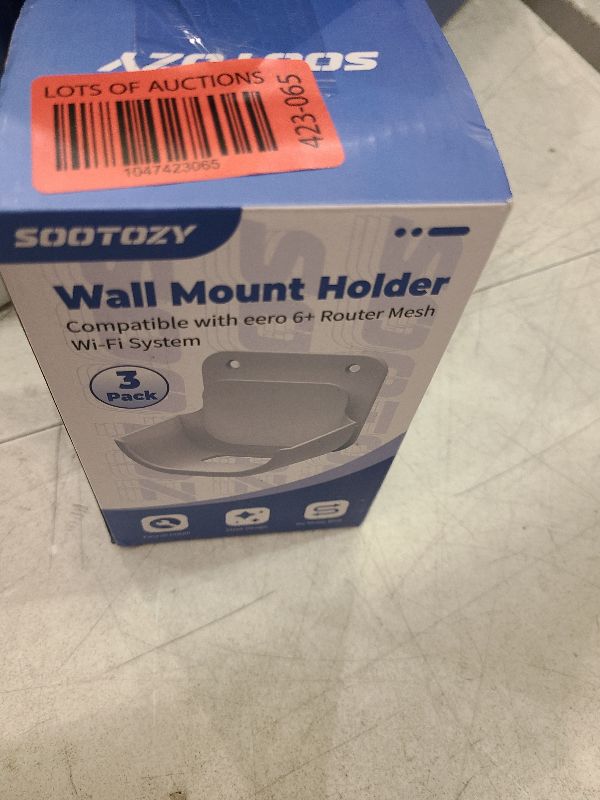 SOOTOZY
LOTS OF AUCTIONS
423-065
1047423065
SOOTOZY
Wall Mount Holder
Compatible with eero 6+ Router Mesh
Wi-Fi System
3
Pack